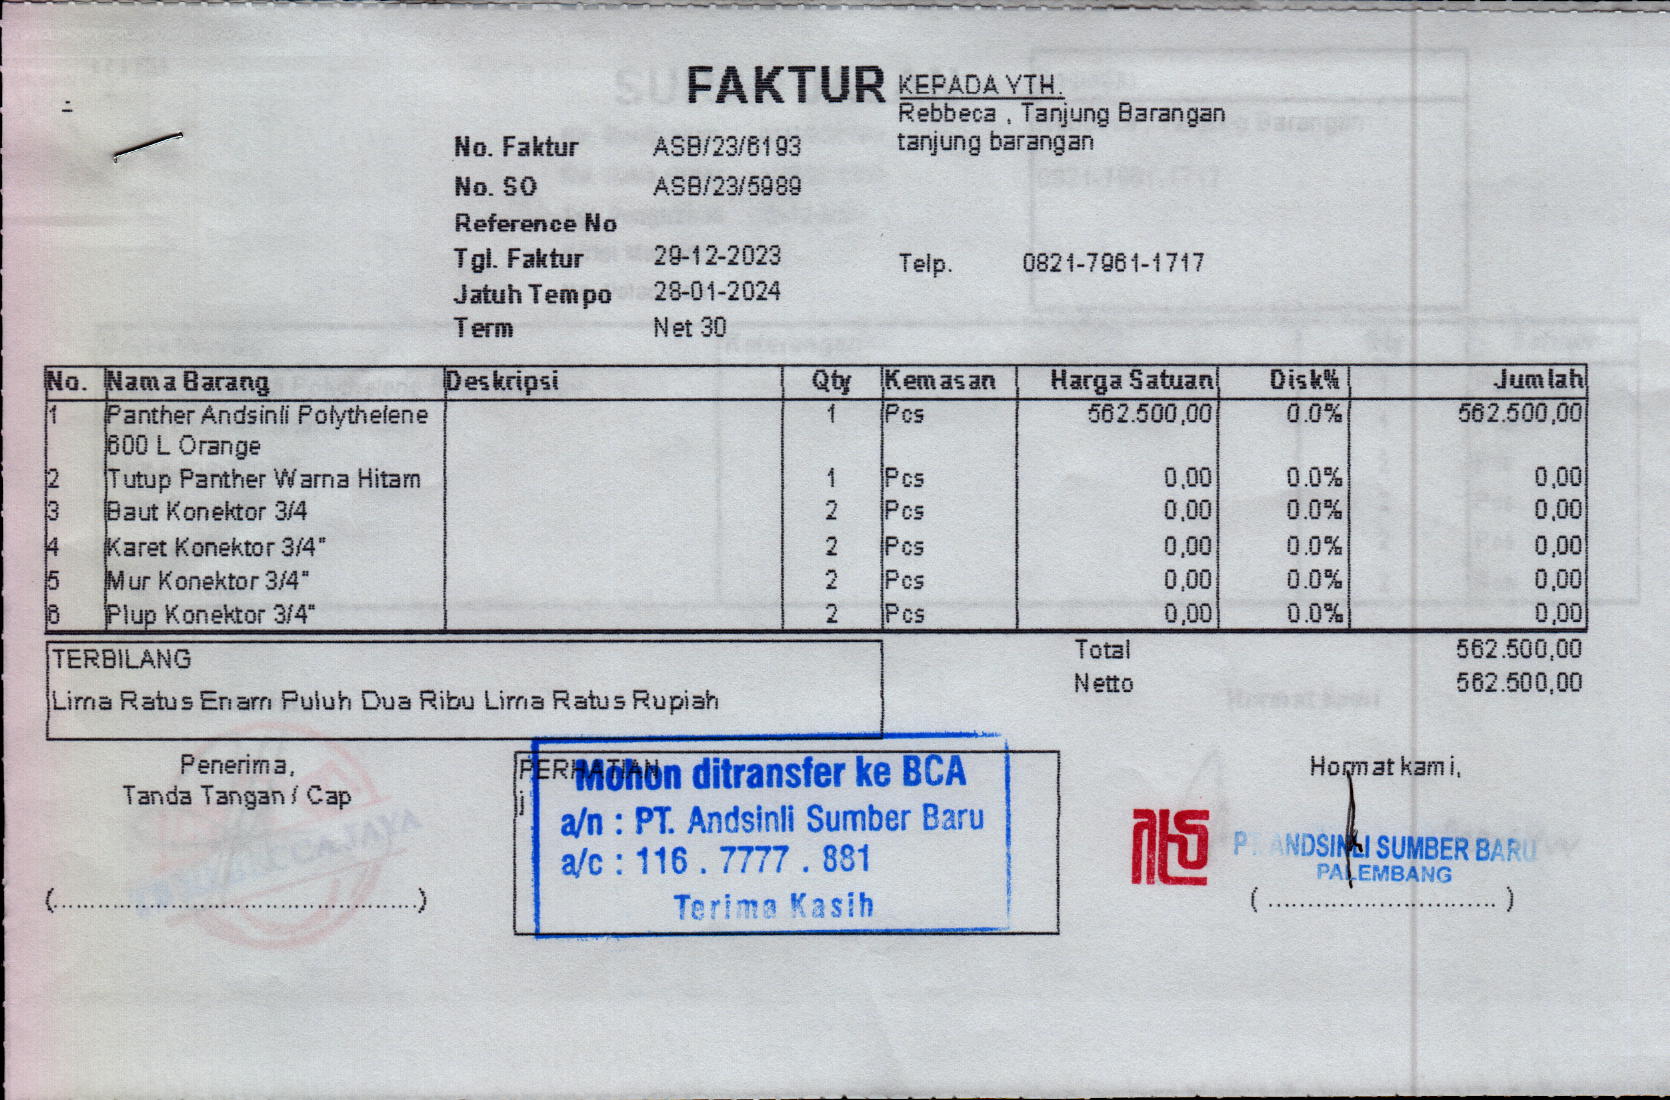 FAKTUR
KEPADA YTH.
Rebbeca , Tanjung Barangan
tanjung barangan
No. Faktur ASB/23/6193
No. SO ASB/23/5989
Reference No
Tgl. Faktur 29-12-2023
Telp. 0821-7961-1717
Jatuh Tempo 28-01-2024
Term Net 30
No. Nama Barang Deskripsi Qty Kemasan Harga Satuan Disk% Jumlah
1 Panther Andsinli Polythelene 1 Pcs 562.500,00 0.0% 562.500,00
600 L Orange
2 Tutup Panther Warna Hitam 1 Pcs 0,00 0.0% 0,00
3 Baut Konektor 3/4 2 Pcs 0,00 0.0% 0,00
4 Karet Konektor 3/4" 2 Pcs 0,00 0.0% 0,00
5 Mur Konektor 3/4" 2 Pcs 0,00 0.0% 0,00
6 Plup Konektor 3/4" 2 Pcs 0,00 0.0% 0,00
TERBILANG
Lima Ratus Enam Puluh Dua Ribu Lima Ratus Rupiah
Total 562.500,00
Netto 562.500,00
Penerima,
Tanda Tangan / Cap
(........................................)
PERHATIAN
Mohon ditransfer ke BCA
a/n : PT. Andsinli Sumber Baru
a/c : 116 . 7777 . 881
Terima Kasih
Hormat kami,
PT. ANDSINLI SUMBER BARU
PALEMBANG
( ............................ )